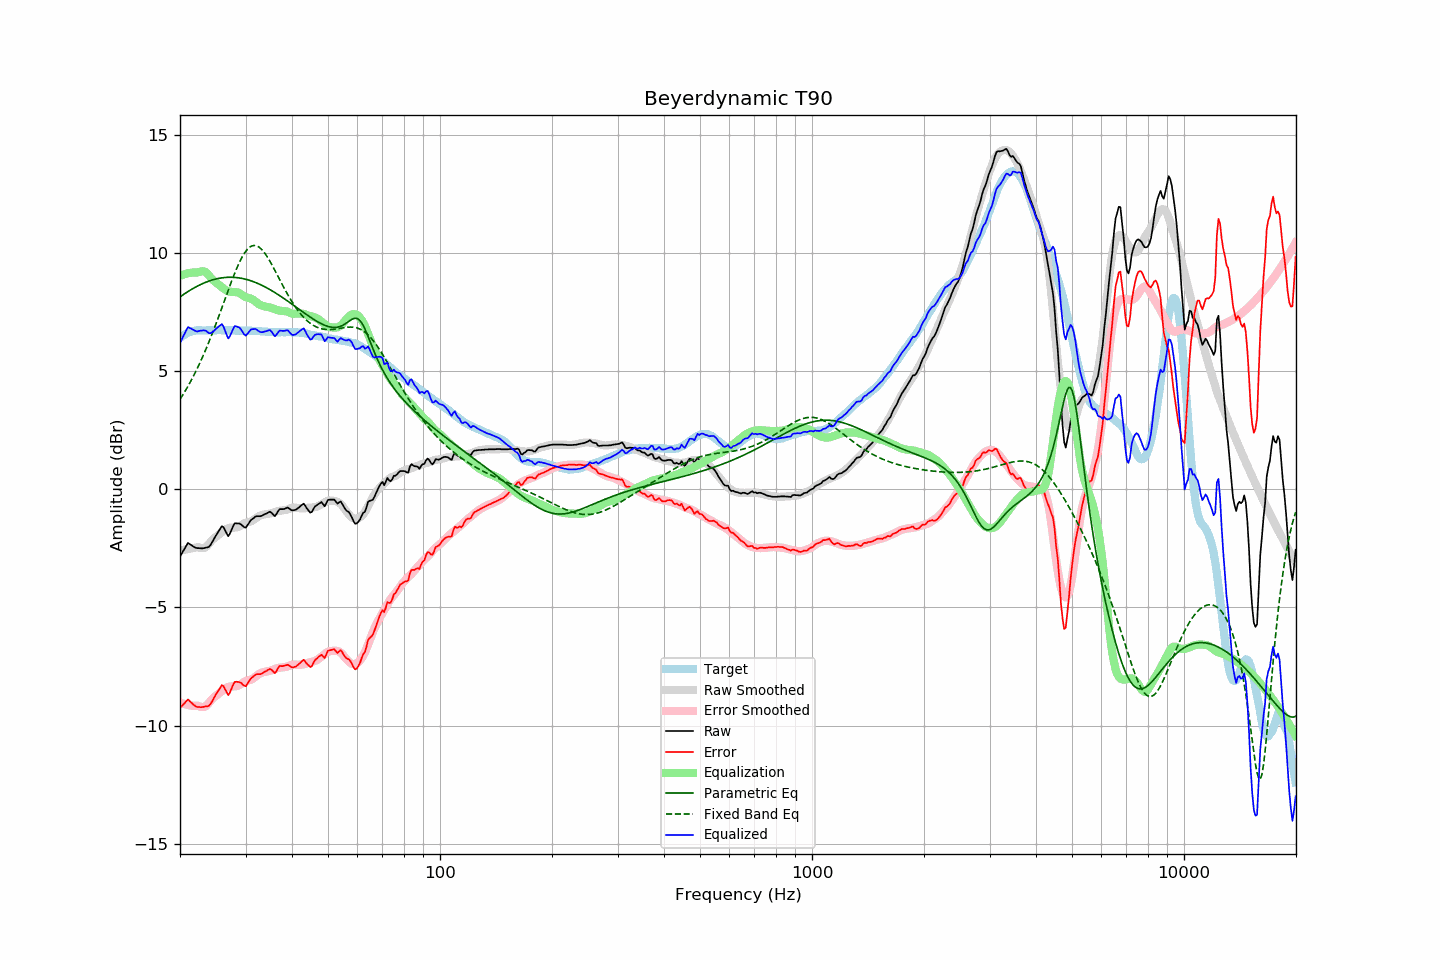 Beyerdynamic T90
Amplitude (dBr)
15
10
5
0
−5
−10
−15
Target
Raw Smoothed
Error Smoothed
Raw
Error
Equalization
Parametric Eq
Fixed Band Eq
Equalized
100
1000
10000
Frequency (Hz)